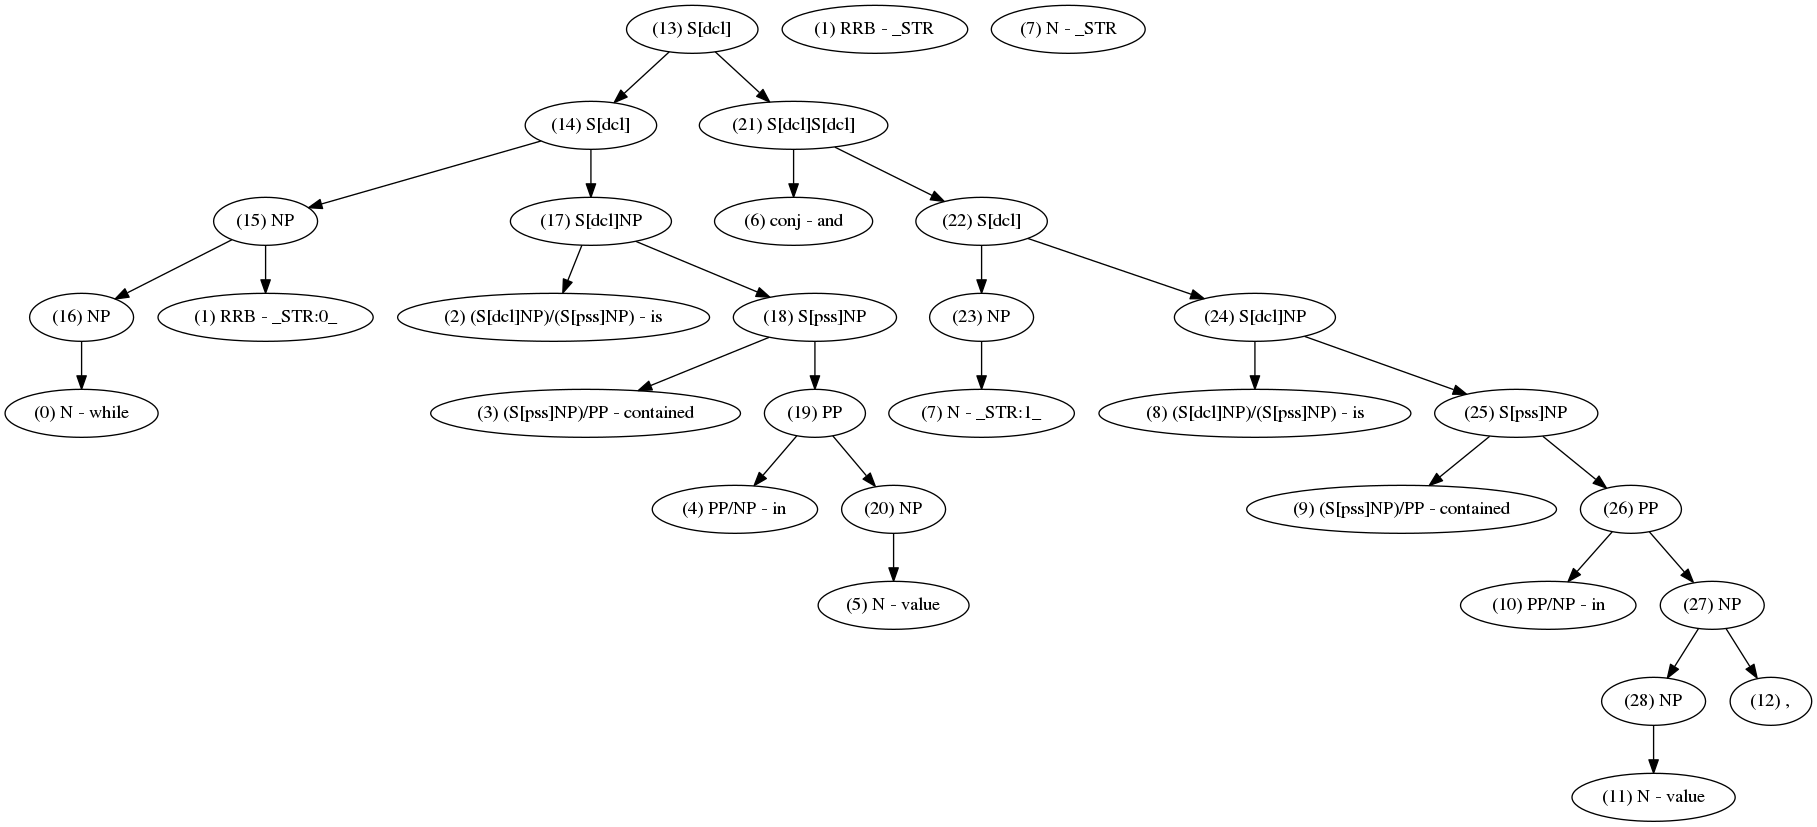 (13) S[dcl]
(1) RRB - _STR
(7) N - _STR
(14) S[dcl]
(21) S[dcl]S[dcl]
(15) NP
(17) S[dcl]NP
(6) conj - and
(22) S[dcl]
(16) NP
(1) RRB - _STR:0_
(2) (S[dcl]NP)/(S[pss]NP) - is
(18) S[pss]NP
(23) NP
(24) S[dcl]NP
(0) N - while
(3) (S[pss]NP)/PP - contained
(19) PP
(7) N - _STR:1_
(8) (S[dcl]NP)/(S[pss]NP) - is
(25) S[pss]NP
(4) PP/NP - in
(20) NP
(9) (S[pss]NP)/PP - contained
(26) PP
(5) N - value
(10) PP/NP - in
(27) NP
(28) NP
(12) ,
(11) N - value